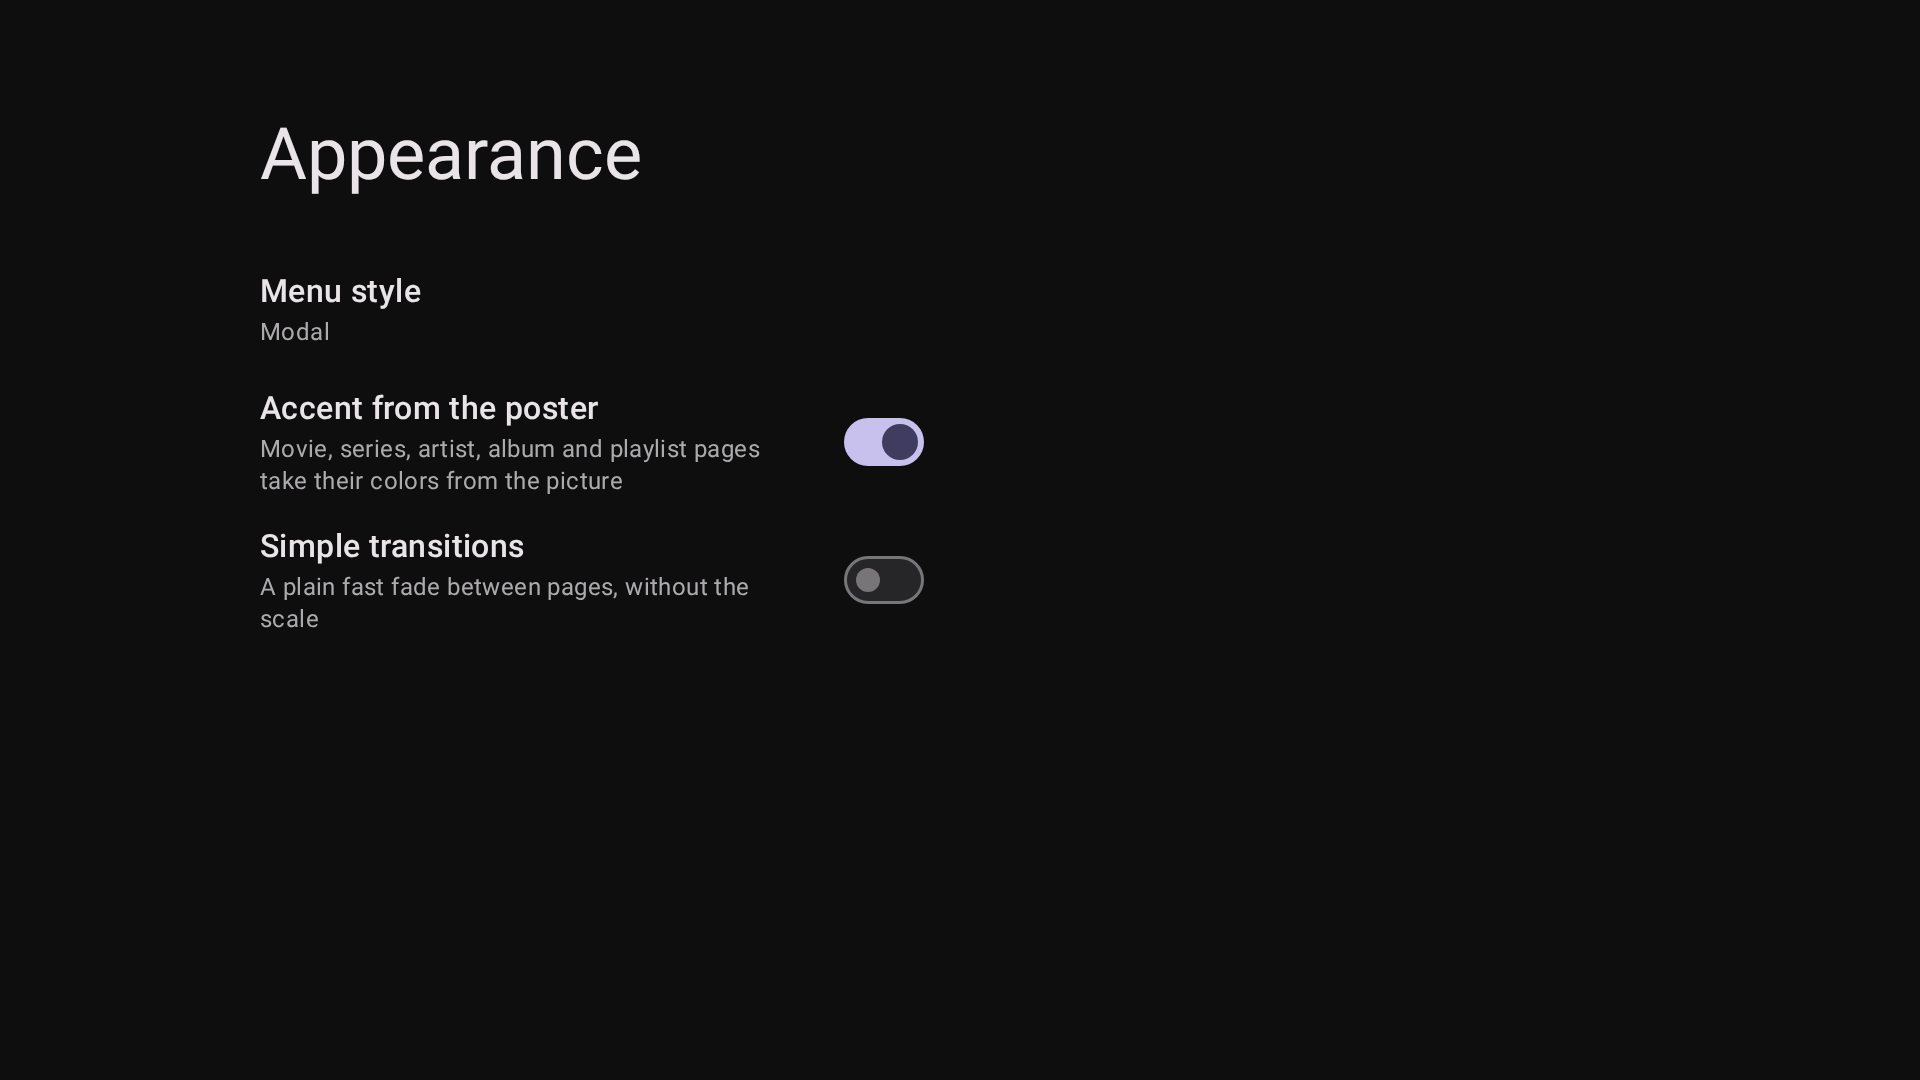 Appearance
Menu style
Modal
Accent from the poster
Movie, series, artist, album and playlist pages
take their colors from the picture
Simple transitions
A plain fast fade between pages, without the
scale